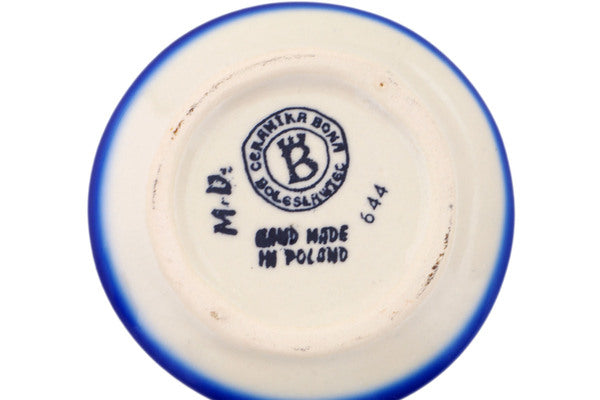 CERAMIKA BONA
B
BOLESŁAWIEC
M.D.
644
HAND MADE
IN POLAND